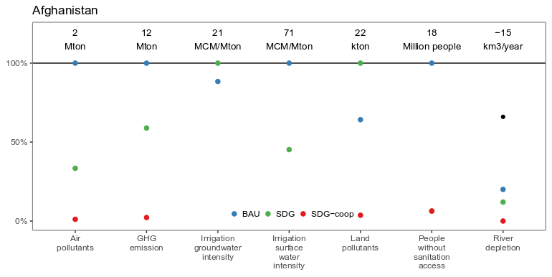 Afghanistan
2 12 21 71 22 18 −15
Mton Mton MCM/Mton MCM/Mton kton Million people km3/year
100%
50%
0%
BAU SDG SDG−coop
Air GHG Irrigation Irrigation Land People River
pollutants emission groundwater surface pollutants without depletion
intensity water sanitation
intensity access